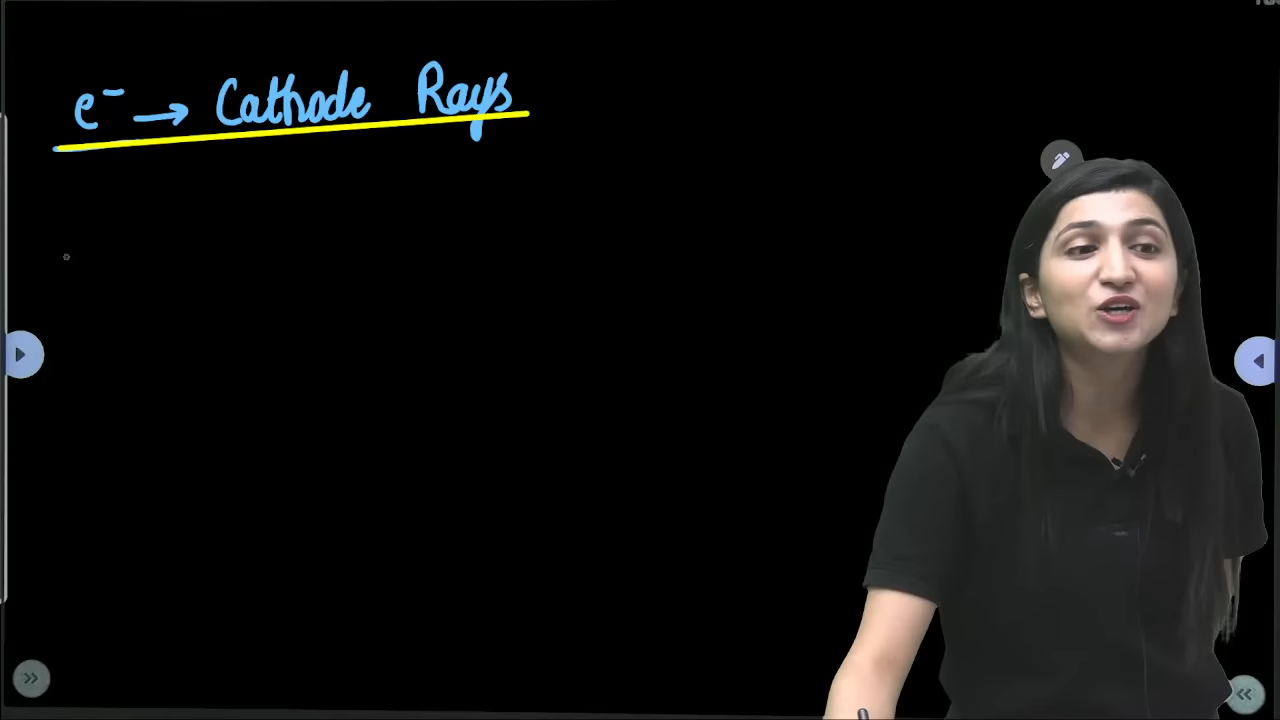 e⁻ → Cathode Rays